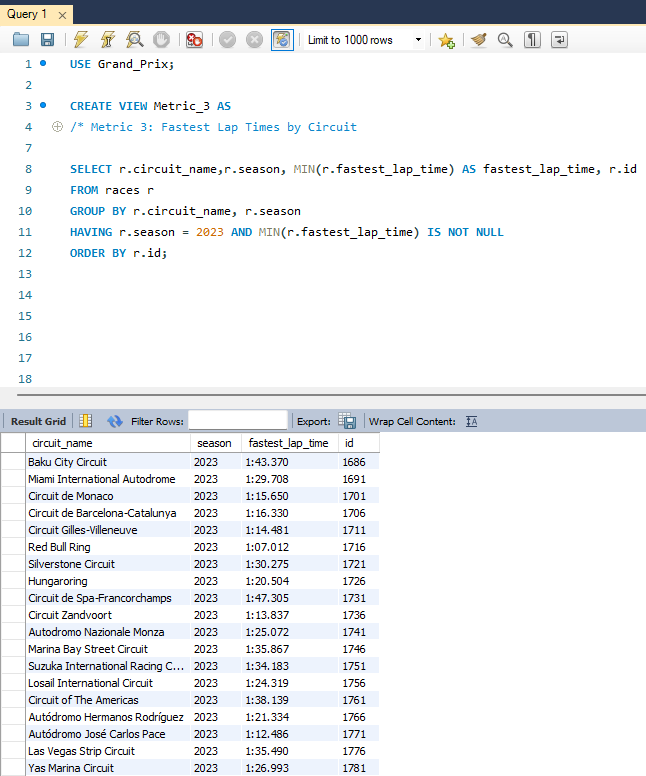 Query 1
Limit to 1000 rows
1 USE Grand_Prix;
2
3 CREATE VIEW Metric_3 AS
4 /* Metric 3: Fastest Lap Times by Circuit
7
8 SELECT r.circuit_name,r.season, MIN(r.fastest_lap_time) AS fastest_lap_time, r.id
9 FROM races r
10 GROUP BY r.circuit_name, r.season
11 HAVING r.season = 2023 AND MIN(r.fastest_lap_time) IS NOT NULL
12 ORDER BY r.id;
13
14
15
16
17
18
Result Grid Filter Rows: Export: Wrap Cell Content:
circuit_name season fastest_lap_time id
Baku City Circuit 2023 1:43.370 1686
Miami International Autodrome 2023 1:29.708 1691
Circuit de Monaco 2023 1:15.650 1701
Circuit de Barcelona-Catalunya 2023 1:16.330 1706
Circuit Gilles-Villeneuve 2023 1:14.481 1711
Red Bull Ring 2023 1:07.012 1716
Silverstone Circuit 2023 1:30.275 1721
Hungaroring 2023 1:20.504 1726
Circuit de Spa-Francorchamps 2023 1:47.305 1731
Circuit Zandvoort 2023 1:13.837 1736
Autodromo Nazionale Monza 2023 1:25.072 1741
Marina Bay Street Circuit 2023 1:35.867 1746
Suzuka International Racing C... 2023 1:34.183 1751
Losail International Circuit 2023 1:24.319 1756
Circuit of The Americas 2023 1:38.139 1761
Autódromo Hermanos Rodríguez 2023 1:21.334 1766
Autódromo José Carlos Pace 2023 1:12.486 1771
Las Vegas Strip Circuit 2023 1:35.490 1776
Yas Marina Circuit 2023 1:26.993 1781